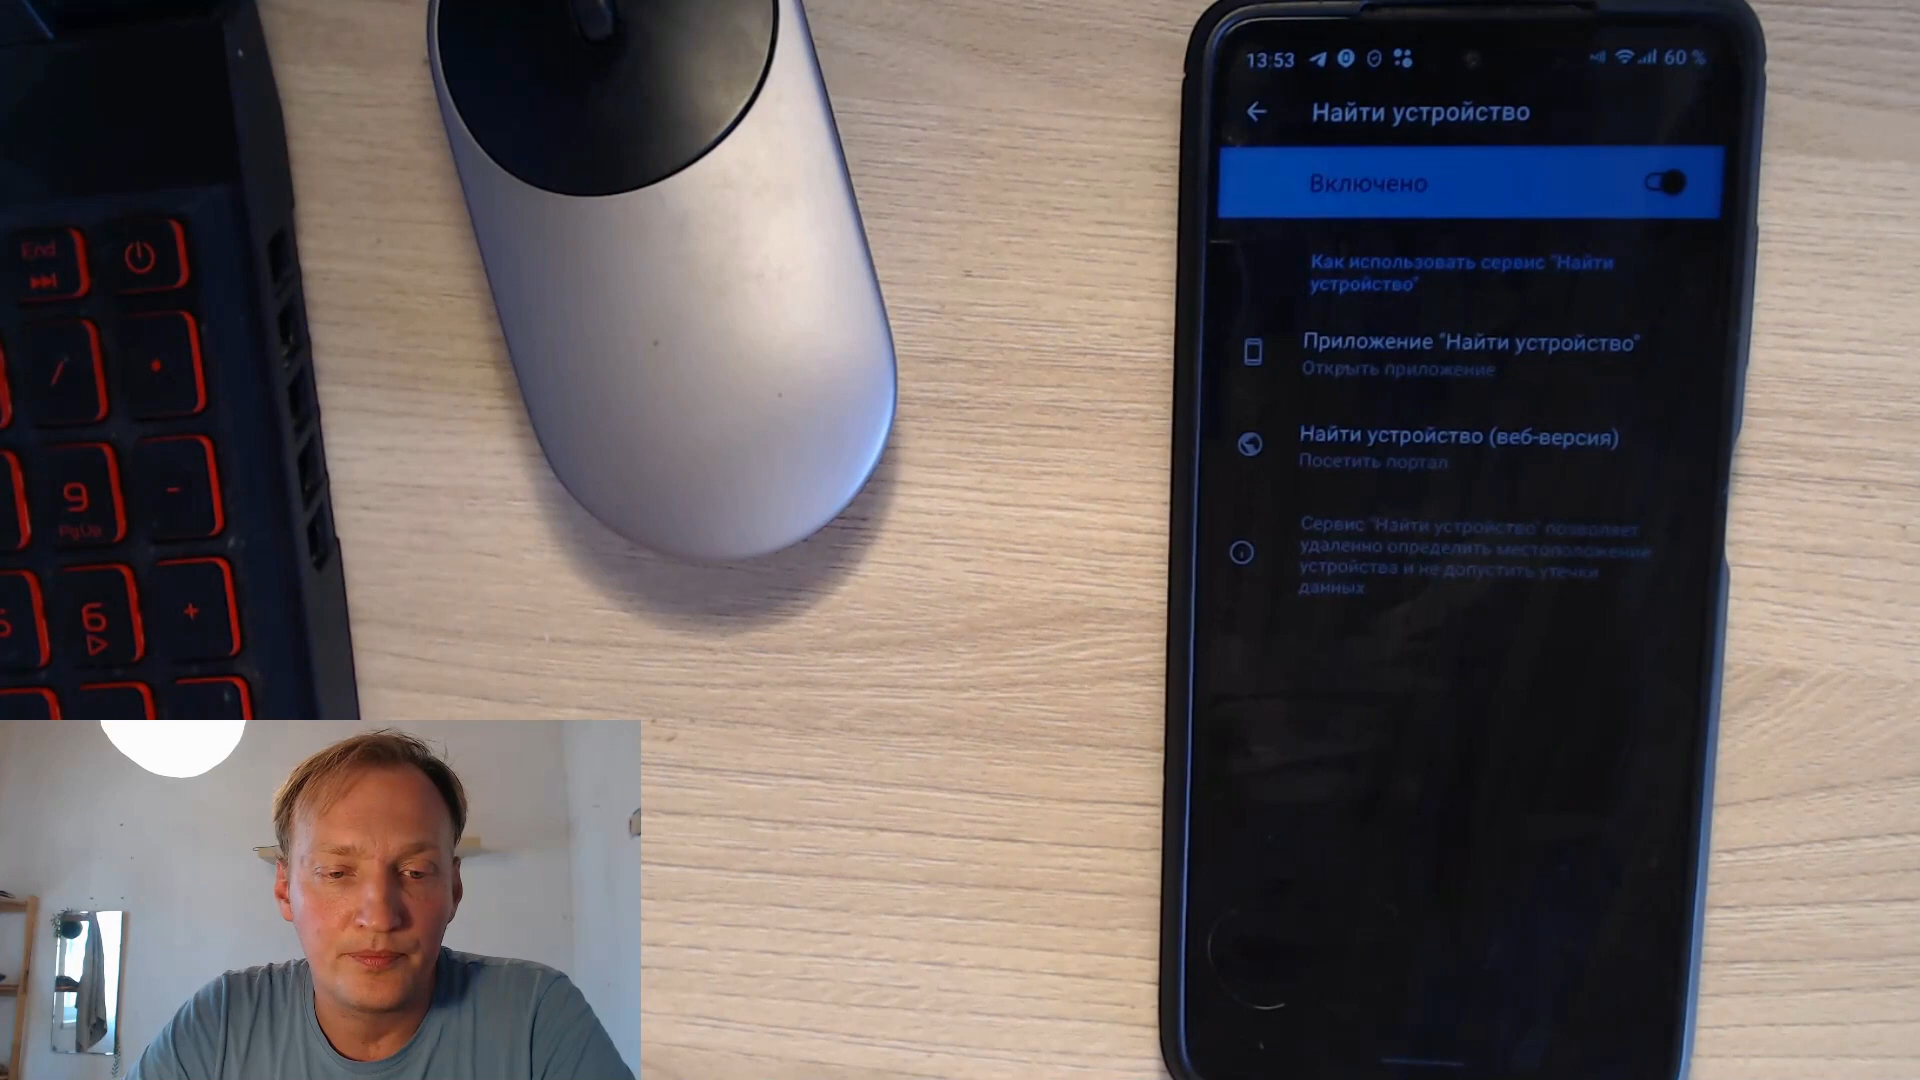 13:53
60 %
Найти устройство
Включено
Как использовать сервис "Найти
устройство"
Приложение "Найти устройство"
Открыть приложение
Найти устройство (веб-версия)
Посетить портал
Сервис "Найти устройство" позволяет
удаленно определить местоположение
устройства и не допустить утечки
данных
End
/
*
9
PgUp
-
6
+